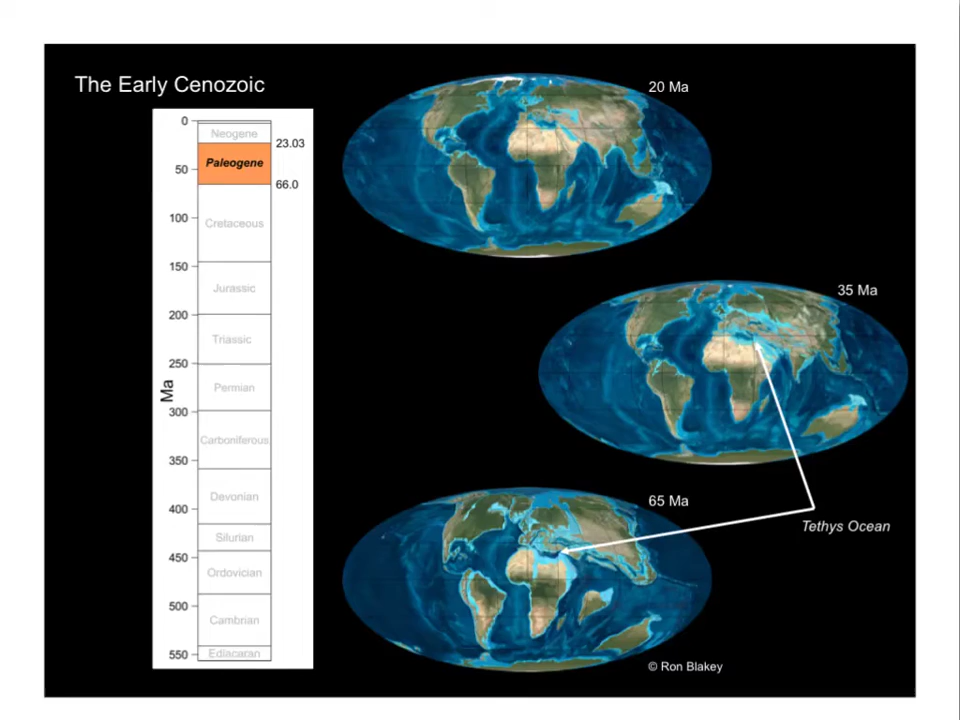 The Early Cenozoic
20 Ma
0
Neogene
23.03
Paleogene
50
66.0
100
Cretaceous
150
Jurassic
200
Triassic
250
Permian
Ma
300
Carboniferous
350
Devonian
400
Silurian
450
Ordovician
500
Cambrian
550
Ediacaran
35 Ma
65 Ma
Tethys Ocean
© Ron Blakey